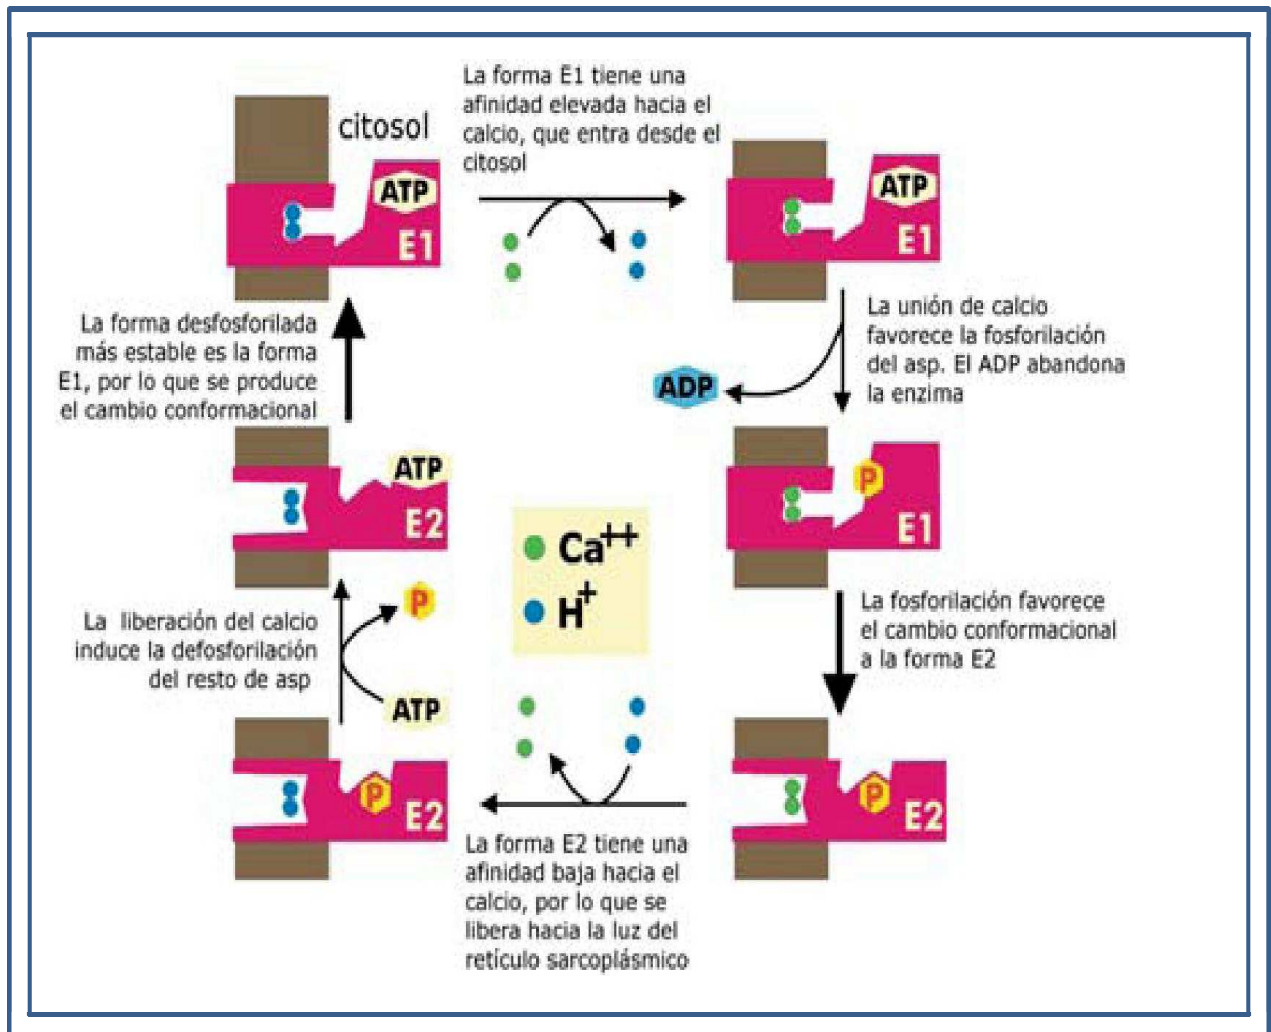 citosol
ATP
E1
La forma E1 tiene una
afinidad elevada hacia el
calcio, que entra desde el
citosol
ATP
E1
La unión de calcio
favorece la fosforilación
del asp. El ADP abandona
la enzima
ADP
P
E1
La fosforilación favorece
el cambio conformacional
a la forma E2
P
E2
La forma E2 tiene una
afinidad baja hacia el
calcio, por lo que se
libera hacia la luz del
retículo sarcoplásmico
P
E2
La liberación del calcio
induce la defosforilación
del resto de asp
P
ATP
ATP
E2
La forma desfosforilada
más estable es la forma
E1, por lo que se produce
el cambio conformacional
Ca++
H+